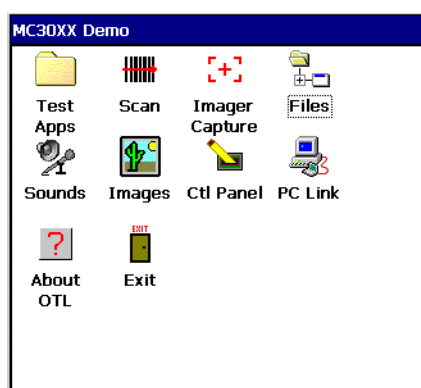 MC30XX Demo
Test Apps
Scan
Imager Capture
Files
Sounds
Images
Ctl Panel
PC Link
EXIT
About OTL
Exit